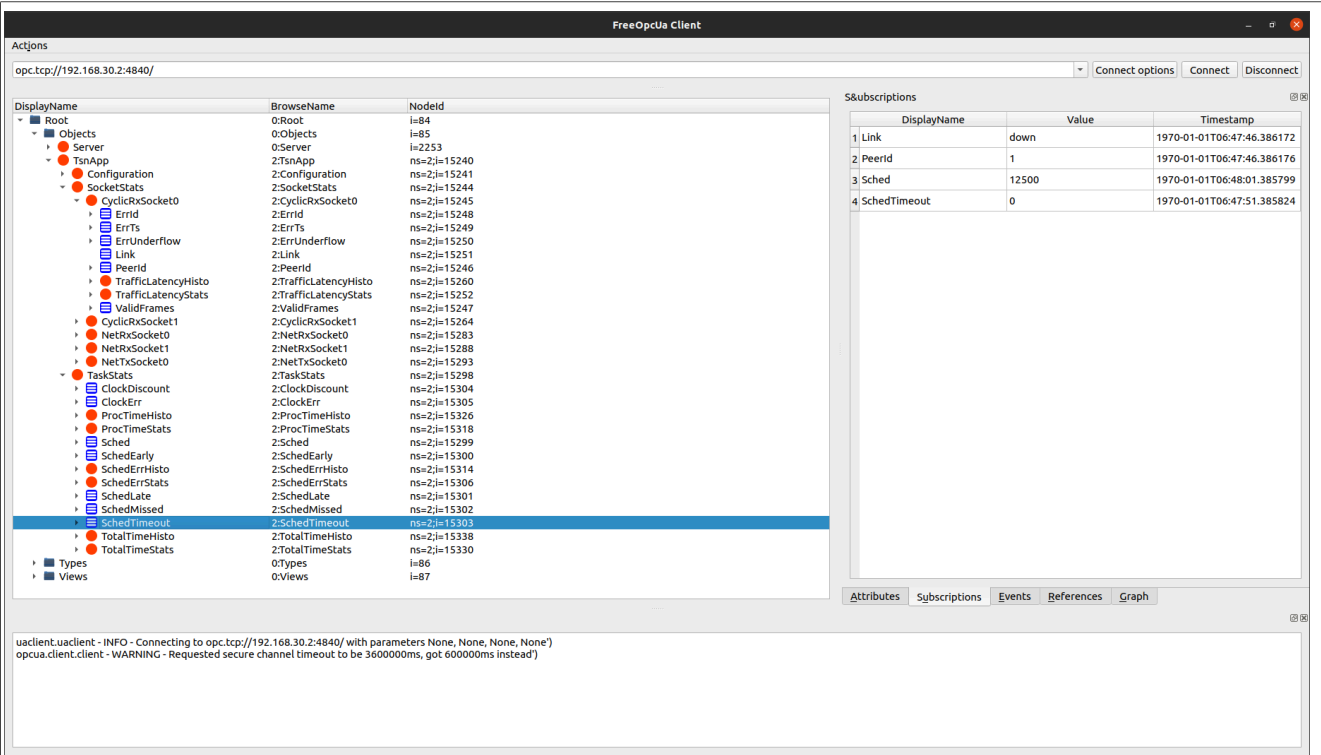 FreeOpcUa Client
Actions
opc.tcp://192.168.30.2:4840/ Connect options Connect Disconnect
DisplayName BrowseName NodeId
Root 0:Root i=84
Objects 0:Objects i=85
Server 0:Server i=2253
TsnApp 2:TsnApp ns=2;i=15240
Configuration 2:Configuration ns=2;i=15241
SocketStats 2:SocketStats ns=2;i=15244
CyclicRxSocket0 2:CyclicRxSocket0 ns=2;i=15245
ErrId 2:ErrId ns=2;i=15248
ErrTs 2:ErrTs ns=2;i=15249
ErrUnderflow 2:ErrUnderflow ns=2;i=15250
Link 2:Link ns=2;i=15251
PeerId 2:PeerId ns=2;i=15246
TrafficLatencyHisto 2:TrafficLatencyHisto ns=2;i=15260
TrafficLatencyStats 2:TrafficLatencyStats ns=2;i=15252
ValidFrames 2:ValidFrames ns=2;i=15247
CyclicRxSocket1 2:CyclicRxSocket1 ns=2;i=15264
NetRxSocket0 2:NetRxSocket0 ns=2;i=15283
NetRxSocket1 2:NetRxSocket1 ns=2;i=15288
NetTxSocket0 2:NetTxSocket0 ns=2;i=15293
TaskStats 2:TaskStats ns=2;i=15298
ClockDiscount 2:ClockDiscount ns=2;i=15304
ClockErr 2:ClockErr ns=2;i=15305
ProcTimeHisto 2:ProcTimeHisto ns=2;i=15326
ProcTimeStats 2:ProcTimeStats ns=2;i=15318
Sched 2:Sched ns=2;i=15299
SchedEarly 2:SchedEarly ns=2;i=15300
SchedErrHisto 2:SchedErrHisto ns=2;i=15314
SchedErrStats 2:SchedErrStats ns=2;i=15306
SchedLate 2:SchedLate ns=2;i=15301
SchedMissed 2:SchedMissed ns=2;i=15302
SchedTimeout 2:SchedTimeout ns=2;i=15303
TotalTimeHisto 2:TotalTimeHisto ns=2;i=15338
TotalTimeStats 2:TotalTimeStats ns=2;i=15330
Types 0:Types i=86
Views 0:Views i=87
S&ubscriptions
DisplayName Value Timestamp
1 Link down 1970-01-01T06:47:46.386172
2 PeerId 1 1970-01-01T06:47:46.386176
3 Sched 12500 1970-01-01T06:48:01.385799
4 SchedTimeout 0 1970-01-01T06:47:51.385824
Attributes Subscriptions Events References Graph
uaclient.uaclient - INFO - Connecting to opc.tcp://192.168.30.2:4840/ with parameters None, None, None, None')
opcua.client.client - WARNING - Requested secure channel timeout to be 3600000ms, got 600000ms instead')